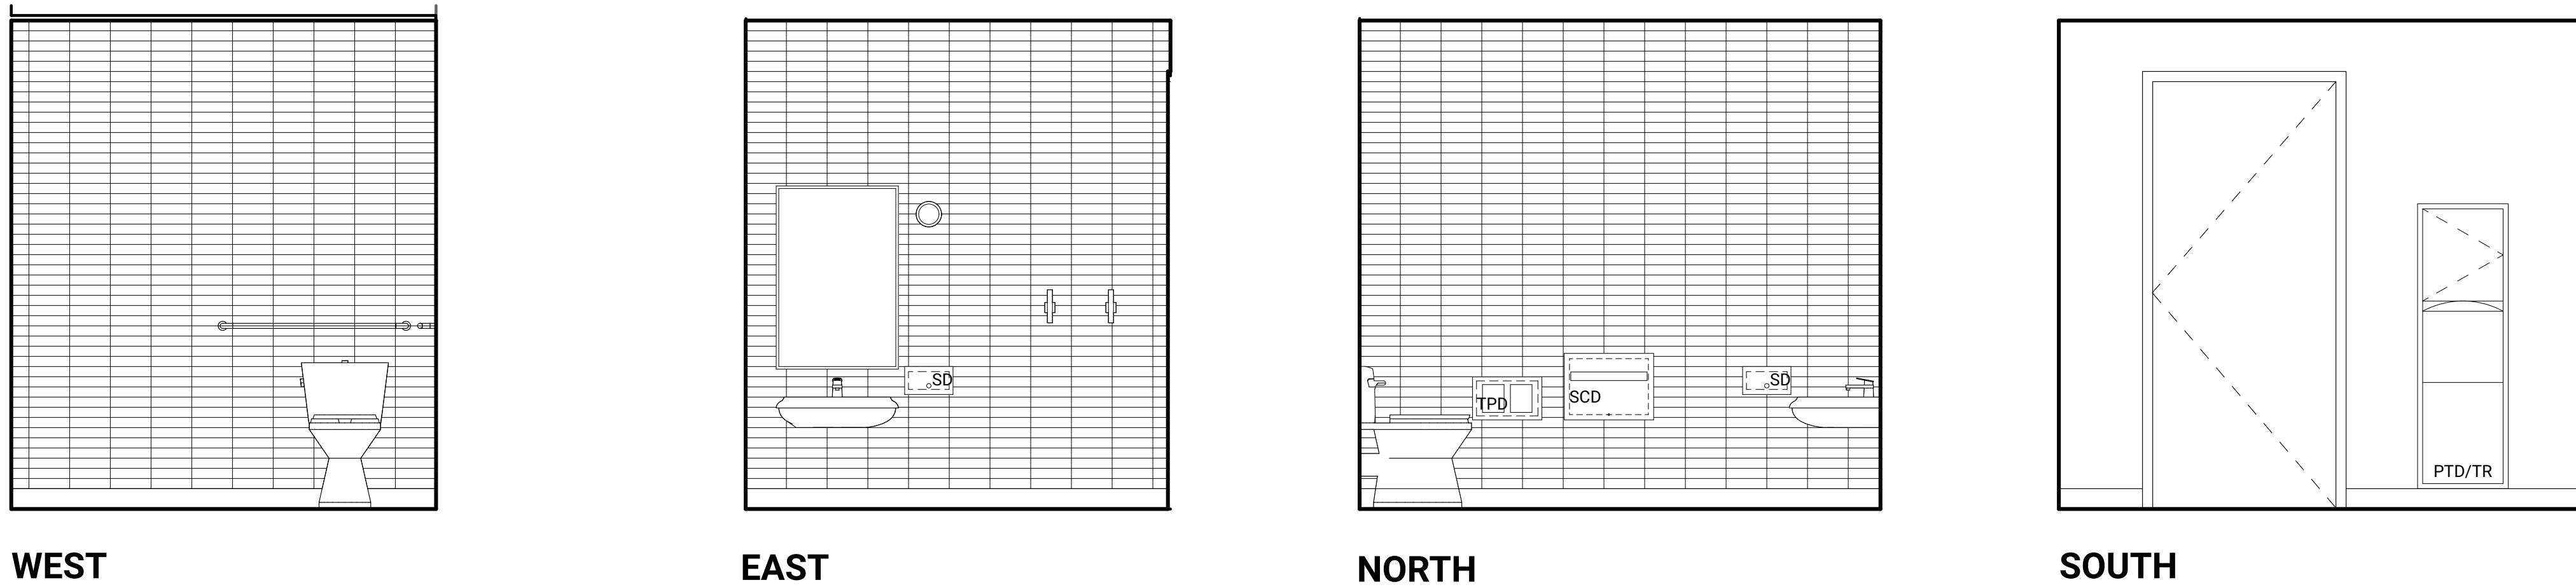 SD
TPD
SCD
SD
PTD/TR
WEST
EAST
NORTH
SOUTH